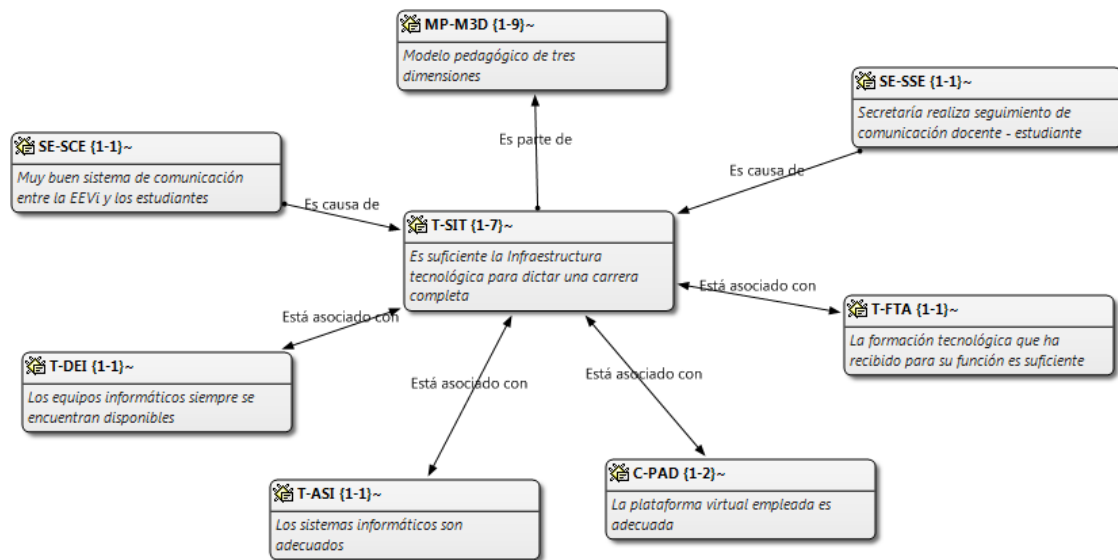 MP-M3D {1-9}~
Modelo pedagógico de tres
dimensiones
SE-SSE {1-1}~
Secretaría realiza seguimiento de
comunicación docente - estudiante
SE-SCE {1-1}~
Muy buen sistema de comunicación
entre la EEVi y los estudiantes
Es parte de
Es causa de
Es causa de
T-SIT {1-7}~
Es suficiente la Infraestructura
tecnológica para dictar una carrera
completa
Está asociado con
T-FTA {1-1}~
La formación tecnológica que ha
recibido para su función es suficiente
Está asociado con
T-DEI {1-1}~
Los equipos informáticos siempre se
encuentran disponibles
Está asociado con
Está asociado con
T-ASI {1-1}~
Los sistemas informáticos son
adecuados
C-PAD {1-2}~
La plataforma virtual empleada es
adecuada